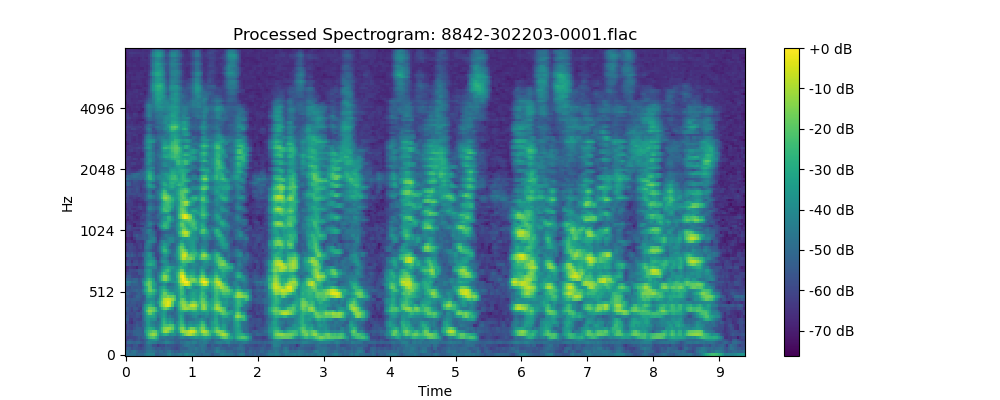 Processed Spectrogram: 8842-302203-0001.flac
Hz
4096
2048
1024
512
0
0 1 2 3 4 5 6 7 8 9
Time
+0 dB
-10 dB
-20 dB
-30 dB
-40 dB
-50 dB
-60 dB
-70 dB